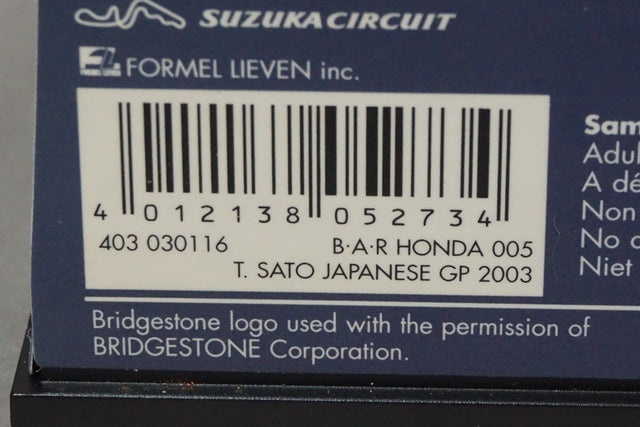 SUZUKA CIRCUIT
FORMEL LIEVEN inc.
4 012138 052734
403 030116 B·A·R HONDA 005
T. SATO JAPANESE GP 2003
Sam
Adul
A dé
Non
No
Niet
Bridgestone logo used with the permission of
BRIDGESTONE Corporation.